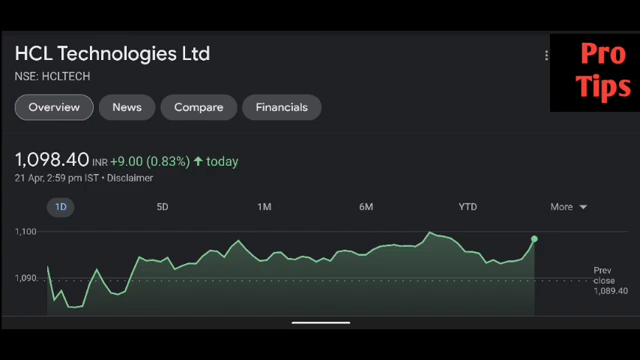 HCL Technologies Ltd
NSE: HCLTECH
Pro
Tips
Overview News Compare Financials
1,098.40 INR +9.00 (0.83%) ↑ today
21 Apr, 2:59 pm IST • Disclaimer
1D 5D 1M 6M YTD More
1,100
1,090
Prev
close
1,089.40